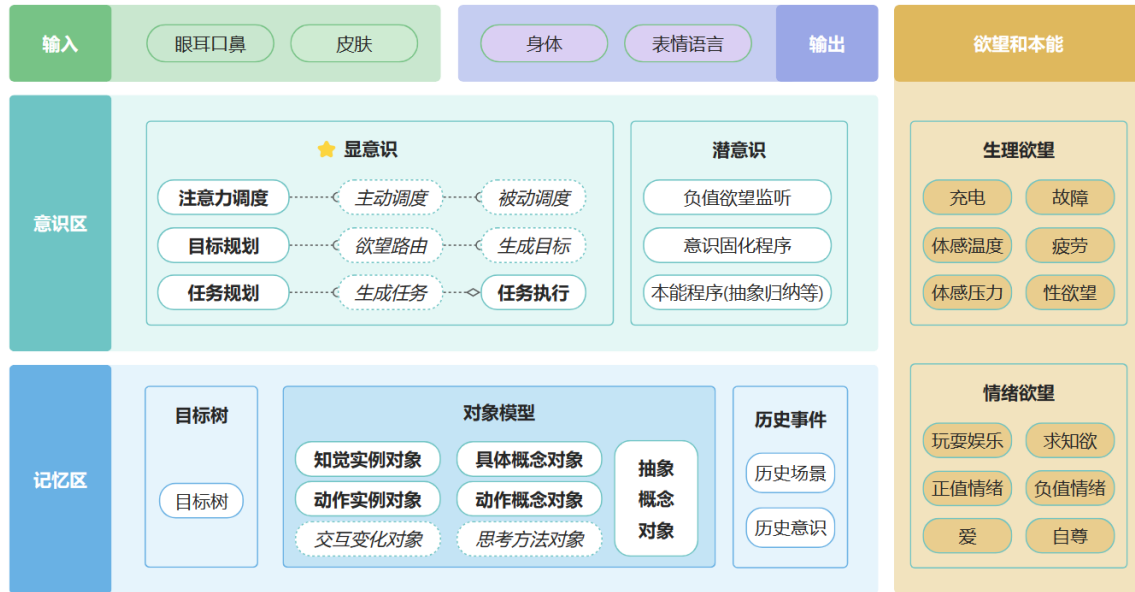 输入
眼耳口鼻
皮肤
身体
表情语言
输出
欲望和本能
意识区
显意识
注意力调度
主动调度
被动调度
目标规划
欲望路由
生成目标
任务规划
生成任务
任务执行
潜意识
负值欲望监听
意识固化程序
本能程序(抽象归纳等)
生理欲望
充电
故障
体感温度
疲劳
体感压力
性欲望
记忆区
目标树
目标树
对象模型
知觉实例对象
具体概念对象
动作实例对象
动作概念对象
交互变化对象
思考方法对象
抽象
概念
对象
历史事件
历史场景
历史意识
情绪欲望
玩耍娱乐
求知欲
正值情绪
负值情绪
爱
自尊